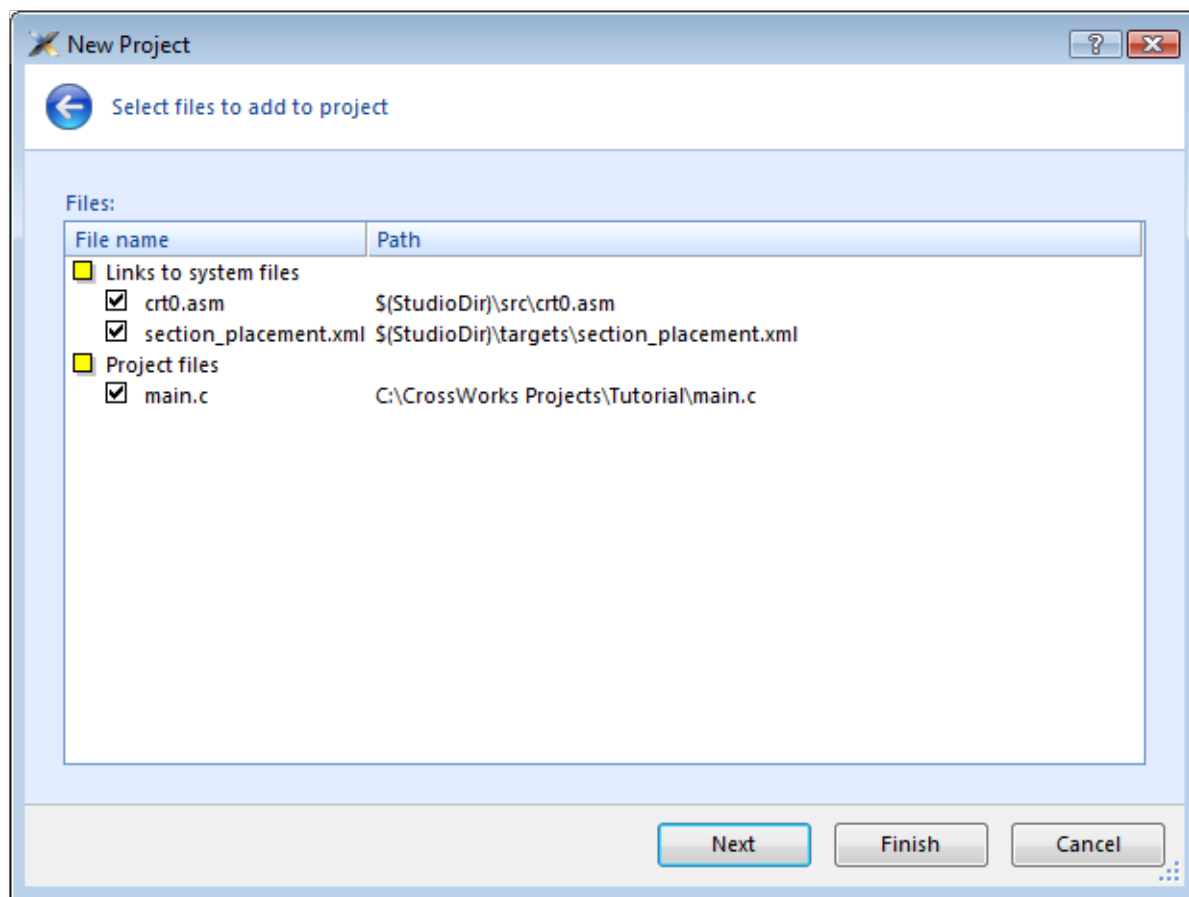 New Project
Select files to add to project
Files:
File name Path
Links to system files
crt0.asm $(StudioDir)\src\crt0.asm
section_placement.xml $(StudioDir)\targets\section_placement.xml
Project files
main.c C:\CrossWorks Projects\Tutorial\main.c
Next Finish Cancel